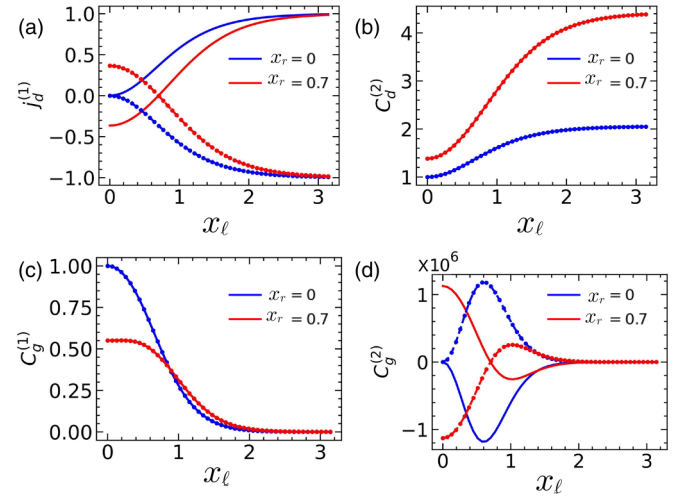 (a)
j_d^{(1)}
1.0
0.5
0.0
−0.5
−1.0
x_r = 0
x_r = 0.7
0 1 2 3
x_ℓ
(b)
C_d^{(2)}
4
3
2
1
x_r = 0
x_r = 0.7
0 1 2 3
x_ℓ
(c)
C_g^{(1)}
1.00
0.75
0.50
0.25
0.00
x_r = 0
x_r = 0.7
0 1 2 3
x_ℓ
(d)
×10^6
C_g^{(2)}
1
0
−1
x_r = 0
x_r = 0.7
0 1 2 3
x_ℓ